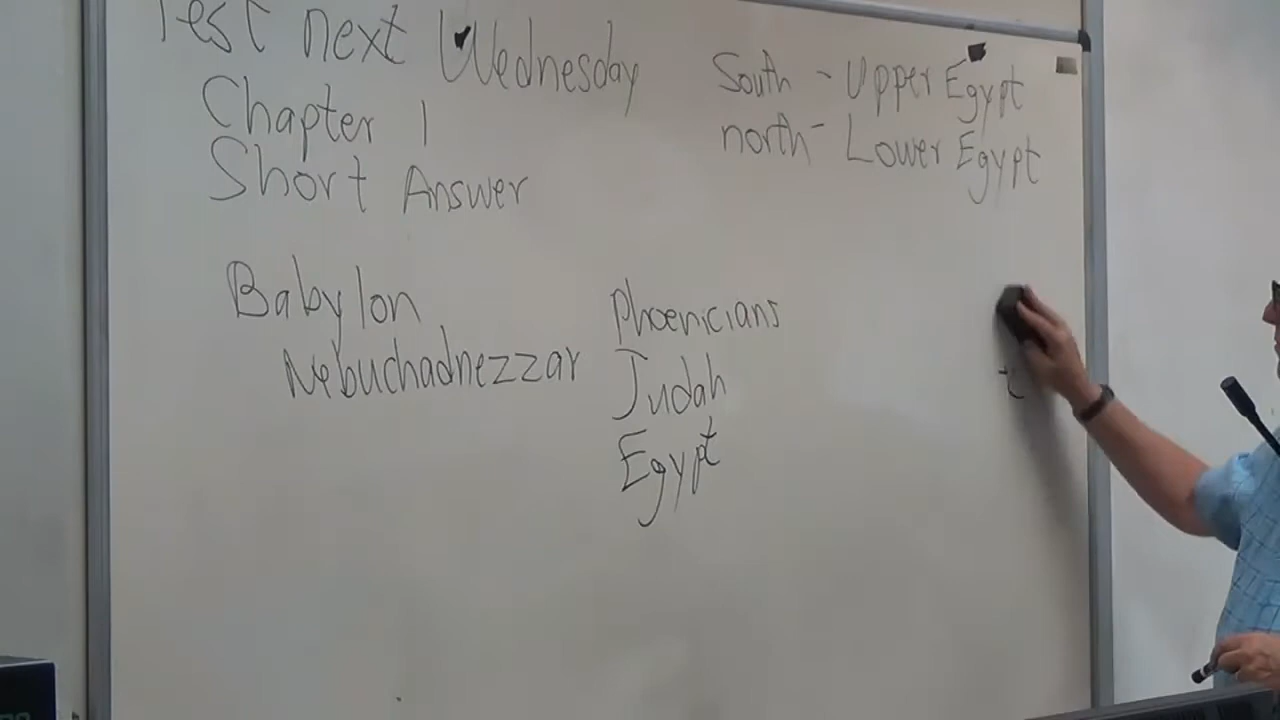 Test next Wednesday
Chapter 1
Short Answer
South - Upper Egypt
north - Lower Egypt
Babylon
Nebuchadnezzar
Phoenicians
Judah
Egypt